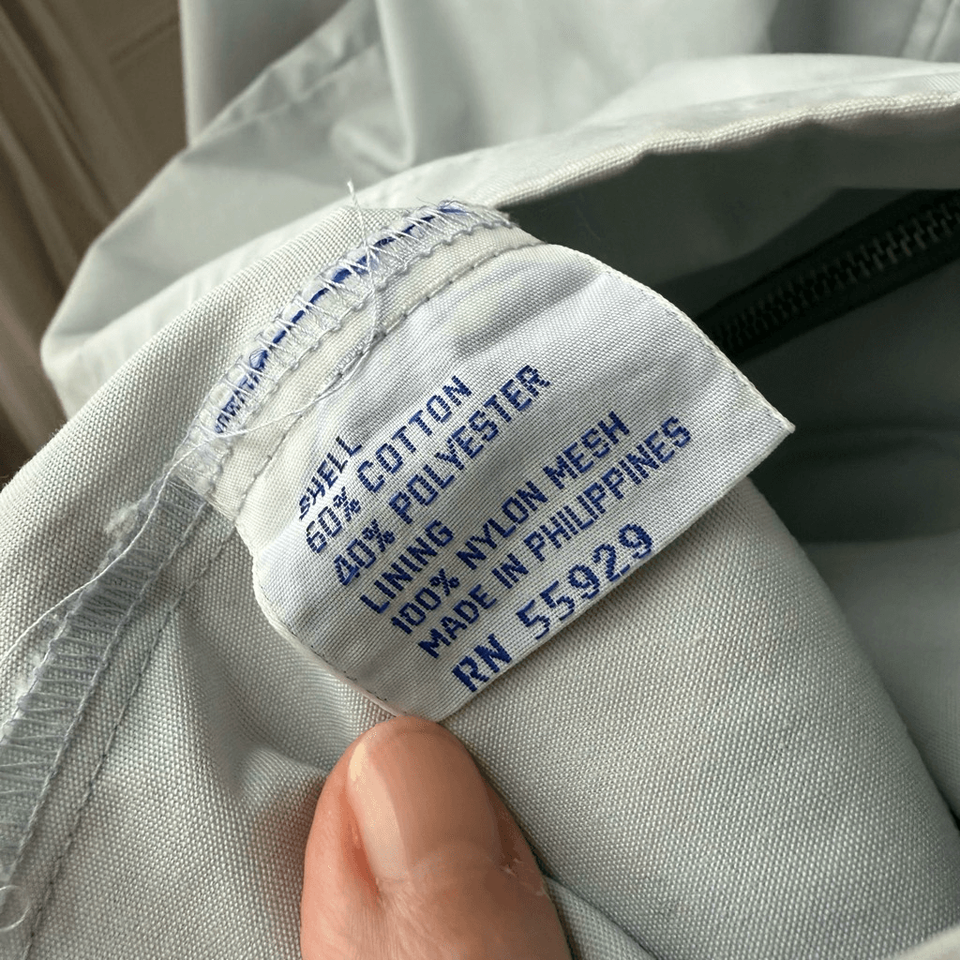 SHELL
60% COTTON
40% POLYESTER
LINING
100% NYLON MESH
MADE IN PHILIPPINES
RN 55929